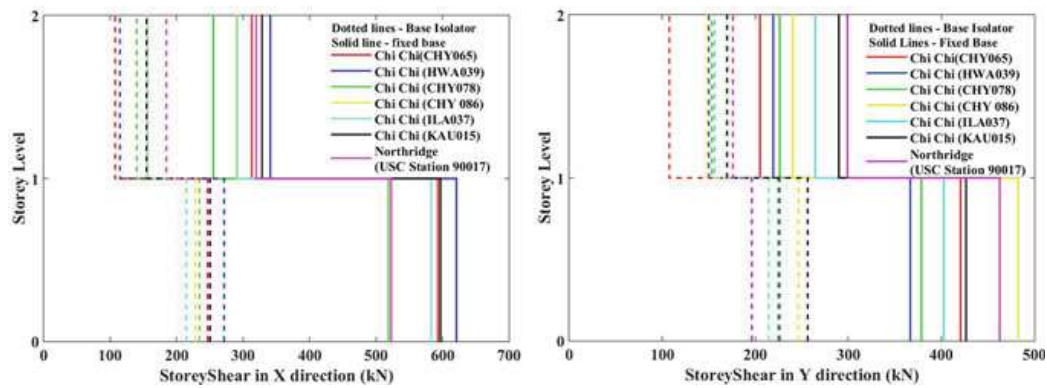 2
Dotted lines - Base Isolator
Solid line - fixed base
Chi Chi(CHY065)
Chi Chi (HWA039)
Chi Chi (CHY078)
Chi Chi (CHY 086)
Chi Chi (ILA037)
Chi Chi (KAU015)
Northridge
(USC Station 90017)
Storey Level
1
0
0 100 200 300 400 500 600 700
StoreyShear in X direction (kN)
2
Dotted lines - Base Isolator
Solid Lines - Fixed Base
Chi Chi(CHY065)
Chi Chi (HWA039)
Chi Chi (CHY078)
Chi Chi (CHY 086)
Chi Chi (ILA037)
Chi Chi (KAU015)
Northridge
(USC Station 90017)
Storey Level
1
0
0 100 200 300 400 500
StoreyShear in Y direction (kN)